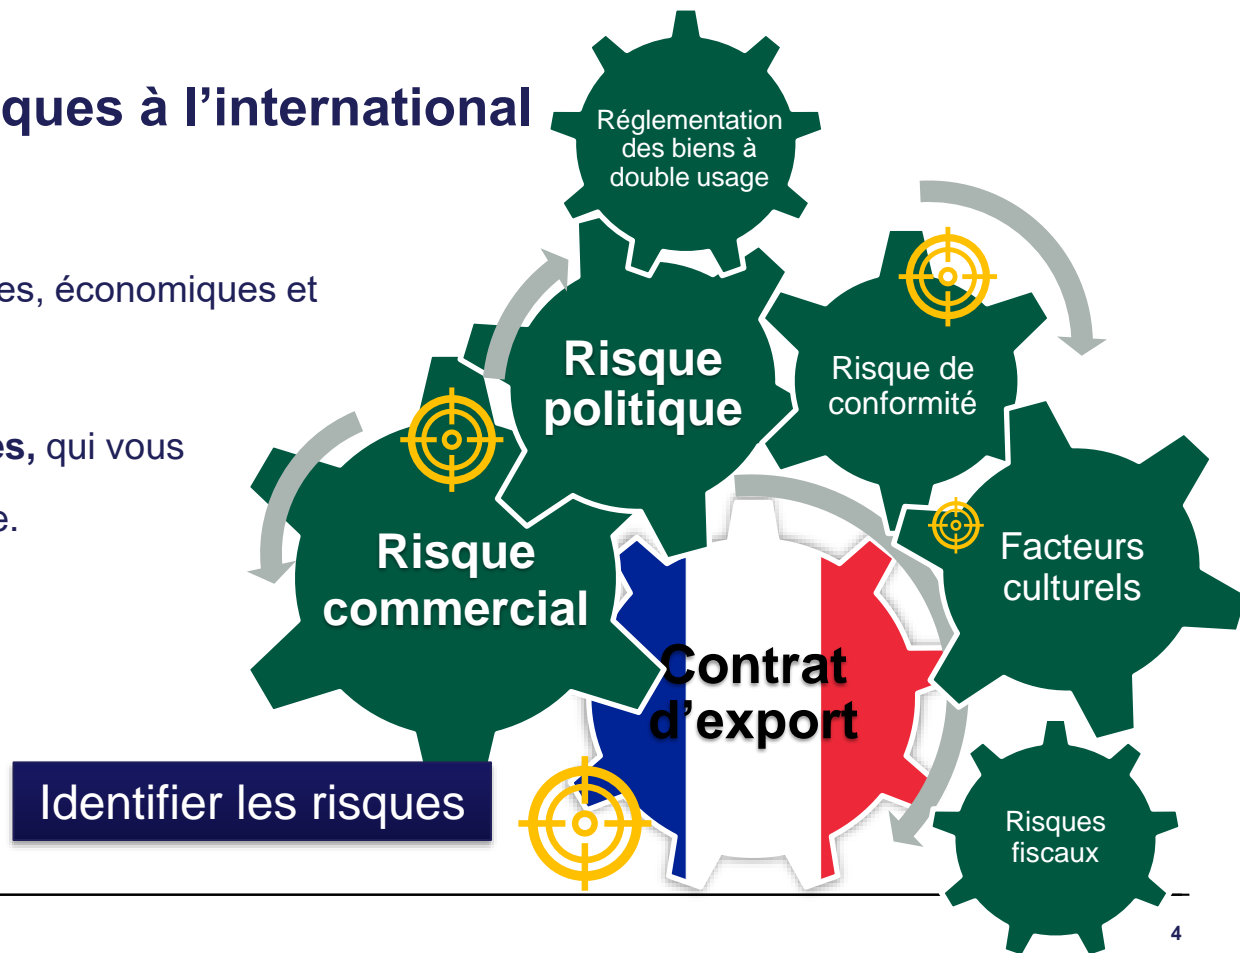 ques à l’international
Réglementation
des biens à
double usage
es, économiques et
Risque
politique
Risque de
conformité
es, qui vous
e.
Risque
commercial
Facteurs
culturels
Contrat
d’export
Identifier les risques
Risques
fiscaux
4